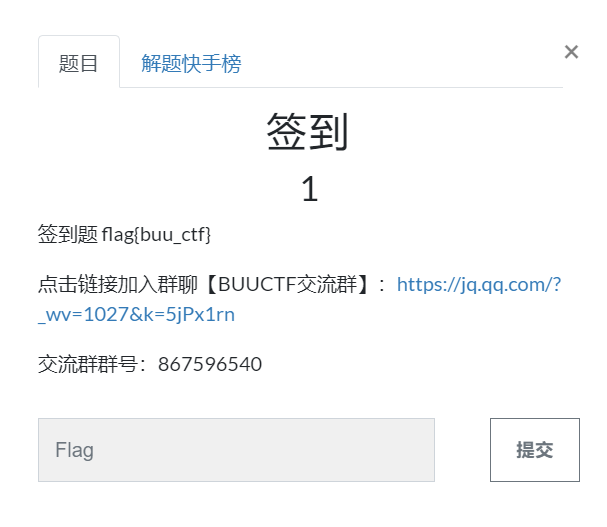 题目 解题快手榜 ×
签到
1
签到题 flag{buu_ctf}
点击链接加入群聊【BUUCTF交流群】：https://jq.qq.com/?
_wv=1027&k=5jPx1rn
交流群群号：867596540
Flag 提交